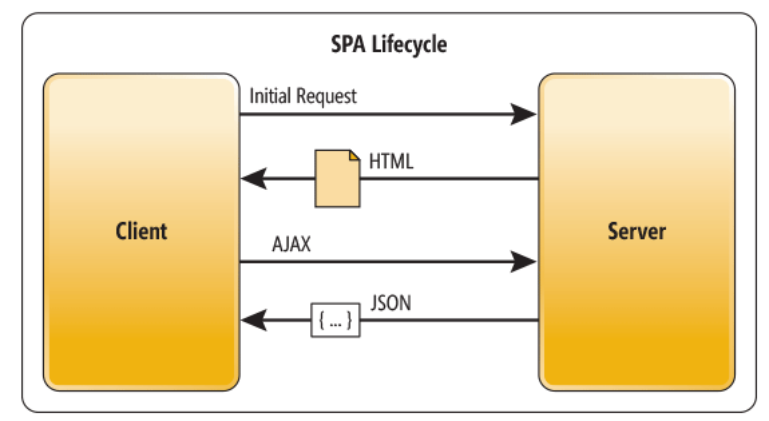 SPA Lifecycle
Initial Request
HTML
Client
Server
AJAX
JSON
{ ... }